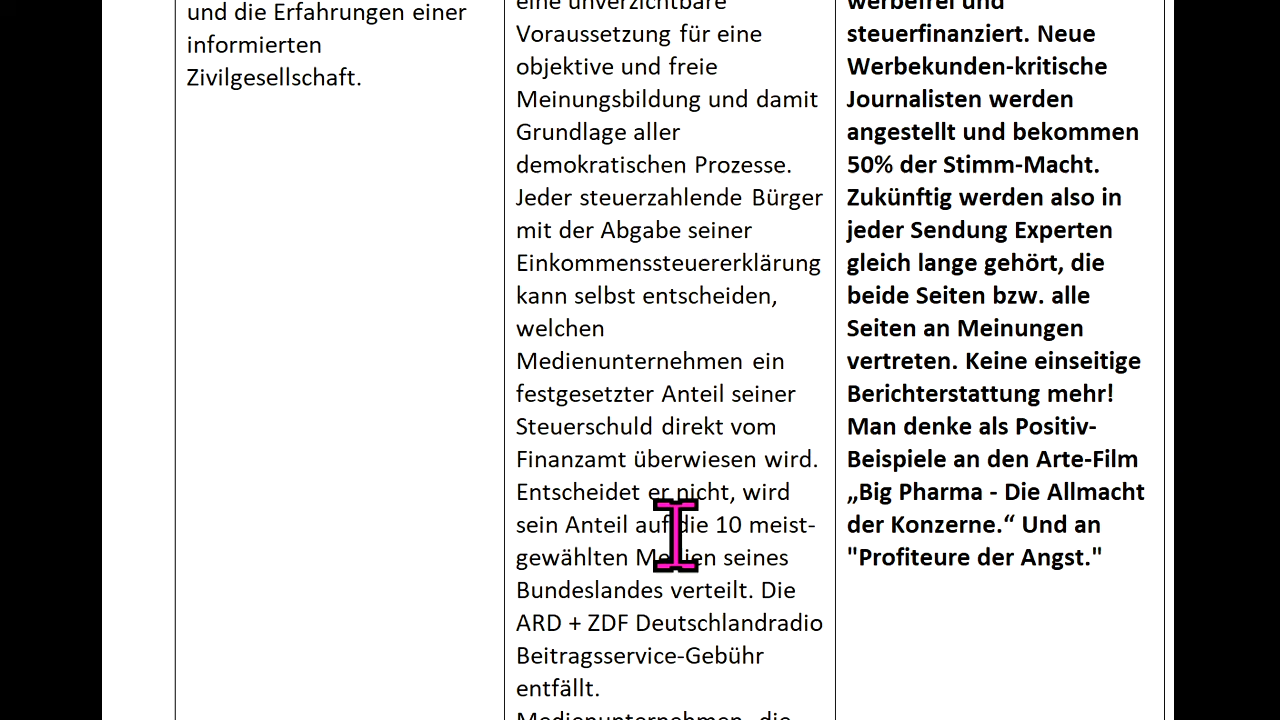 und die Erfahrungen einer
informierten
Zivilgesellschaft.
eine unverzichtbare
Voraussetzung für eine
objektive und freie
Meinungsbildung und damit
Grundlage aller
demokratischen Prozesse.
Jeder steuerzahlende Bürger
mit der Abgabe seiner
Einkommenssteuererklärung
kann selbst entscheiden,
welchen
Medienunternehmen ein
festgesetzter Anteil seiner
Steuerschuld direkt vom
Finanzamt überwiesen wird.
Entscheidet er nicht, wird
sein Anteil auf die 10 meist-
gewählten Medien seines
Bundeslandes verteilt. Die
ARD + ZDF Deutschlandradio
Beitragsservice-Gebühr
entfällt.
Medienunternehmen, die
werbefrei und
steuerfinanziert. Neue
Werbekunden-kritische
Journalisten werden
angestellt und bekommen
50% der Stimm-Macht.
Zukünftig werden also in
jeder Sendung Experten
gleich lange gehört, die
beide Seiten bzw. alle
Seiten an Meinungen
vertreten. Keine einseitige
Berichterstattung mehr!
Man denke als Positiv-
Beispiele an den Arte-Film
„Big Pharma - Die Allmacht
der Konzerne.“ Und an
"Profiteure der Angst."